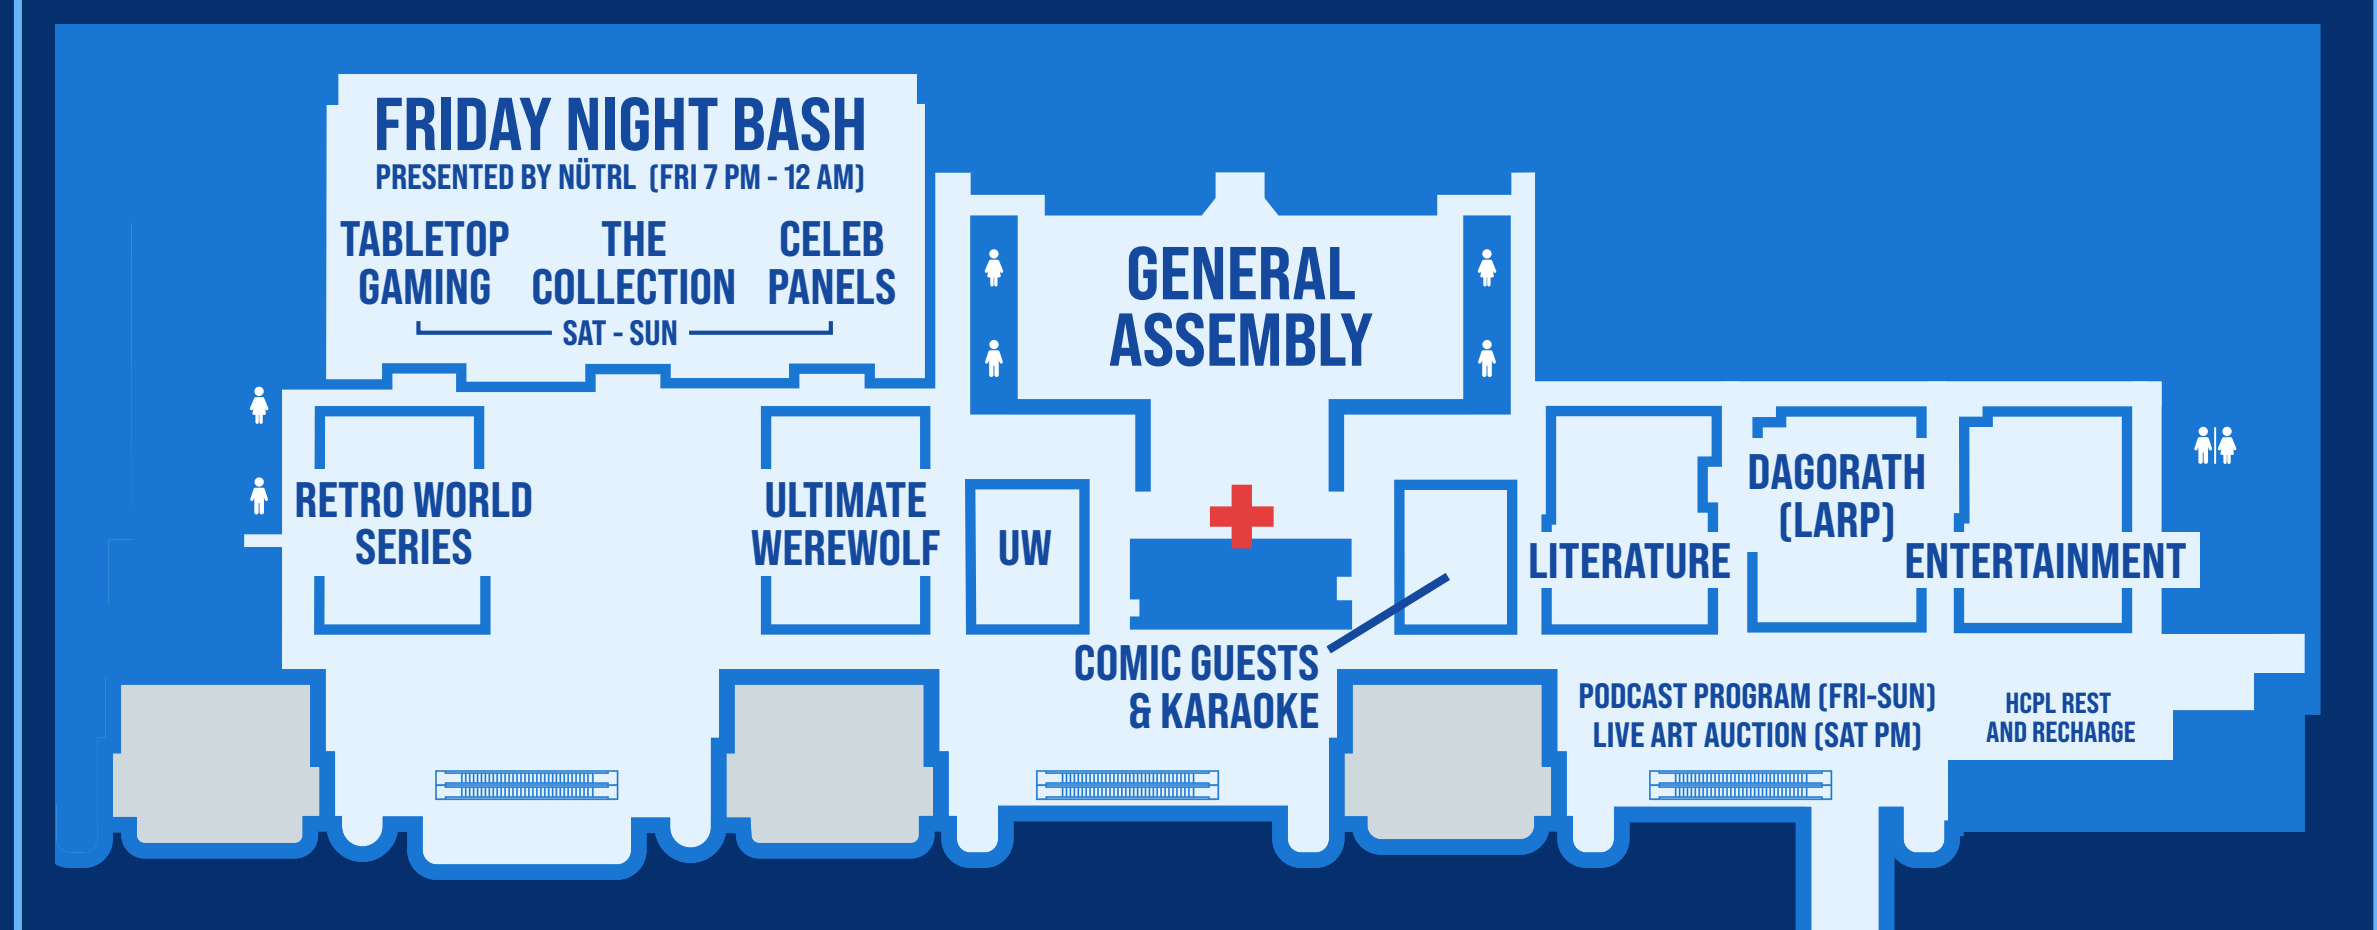 FRIDAY NIGHT BASH
PRESENTED BY NÜTRL (FRI 7 PM - 12 AM)
TABLETOP
GAMING
THE
COLLECTION
CELEB
PANELS
SAT - SUN
GENERAL
ASSEMBLY
RETRO WORLD
SERIES
ULTIMATE
WEREWOLF
UW
COMIC GUESTS
& KARAOKE
LITERATURE
DAGORATH
(LARP)
ENTERTAINMENT
PODCAST PROGRAM (FRI-SUN)
LIVE ART AUCTION (SAT PM)
HCPL REST
AND RECHARGE